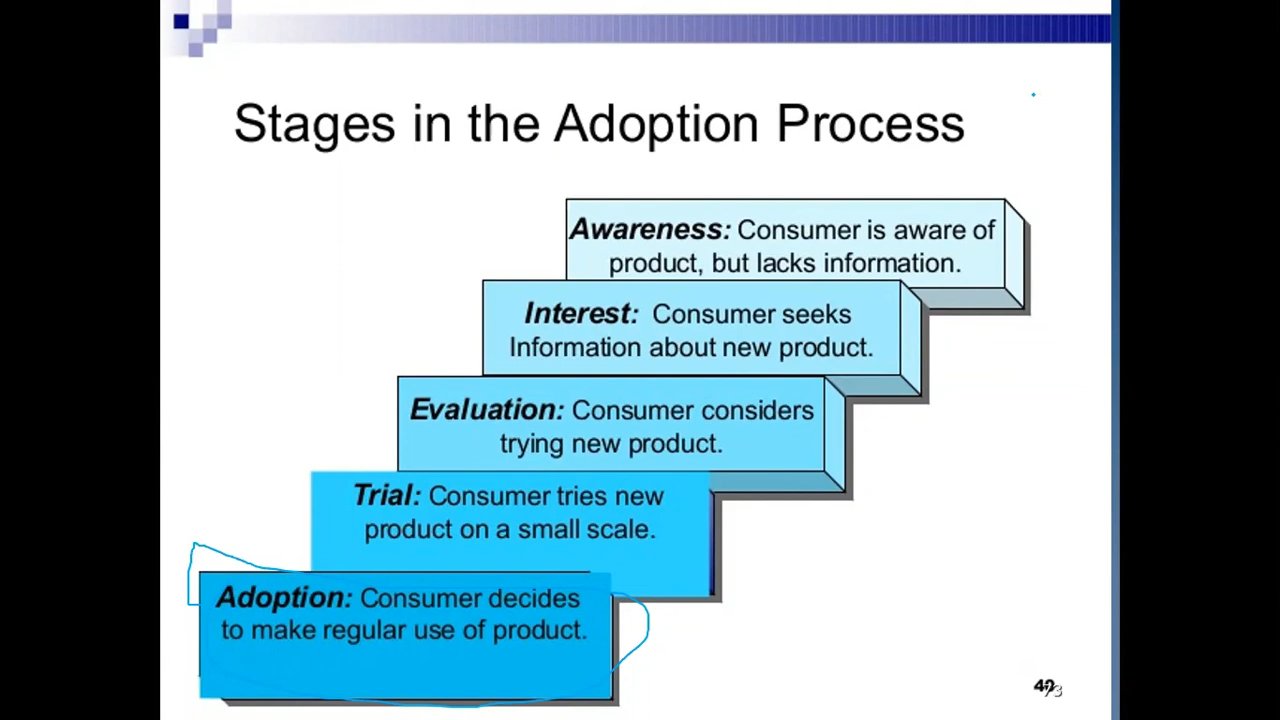 Stages in the Adoption Process
Awareness: Consumer is aware of
product, but lacks information.
Interest: Consumer seeks
Information about new product.
Evaluation: Consumer considers
trying new product.
Trial: Consumer tries new
product on a small scale.
Adoption: Consumer decides
to make regular use of product.